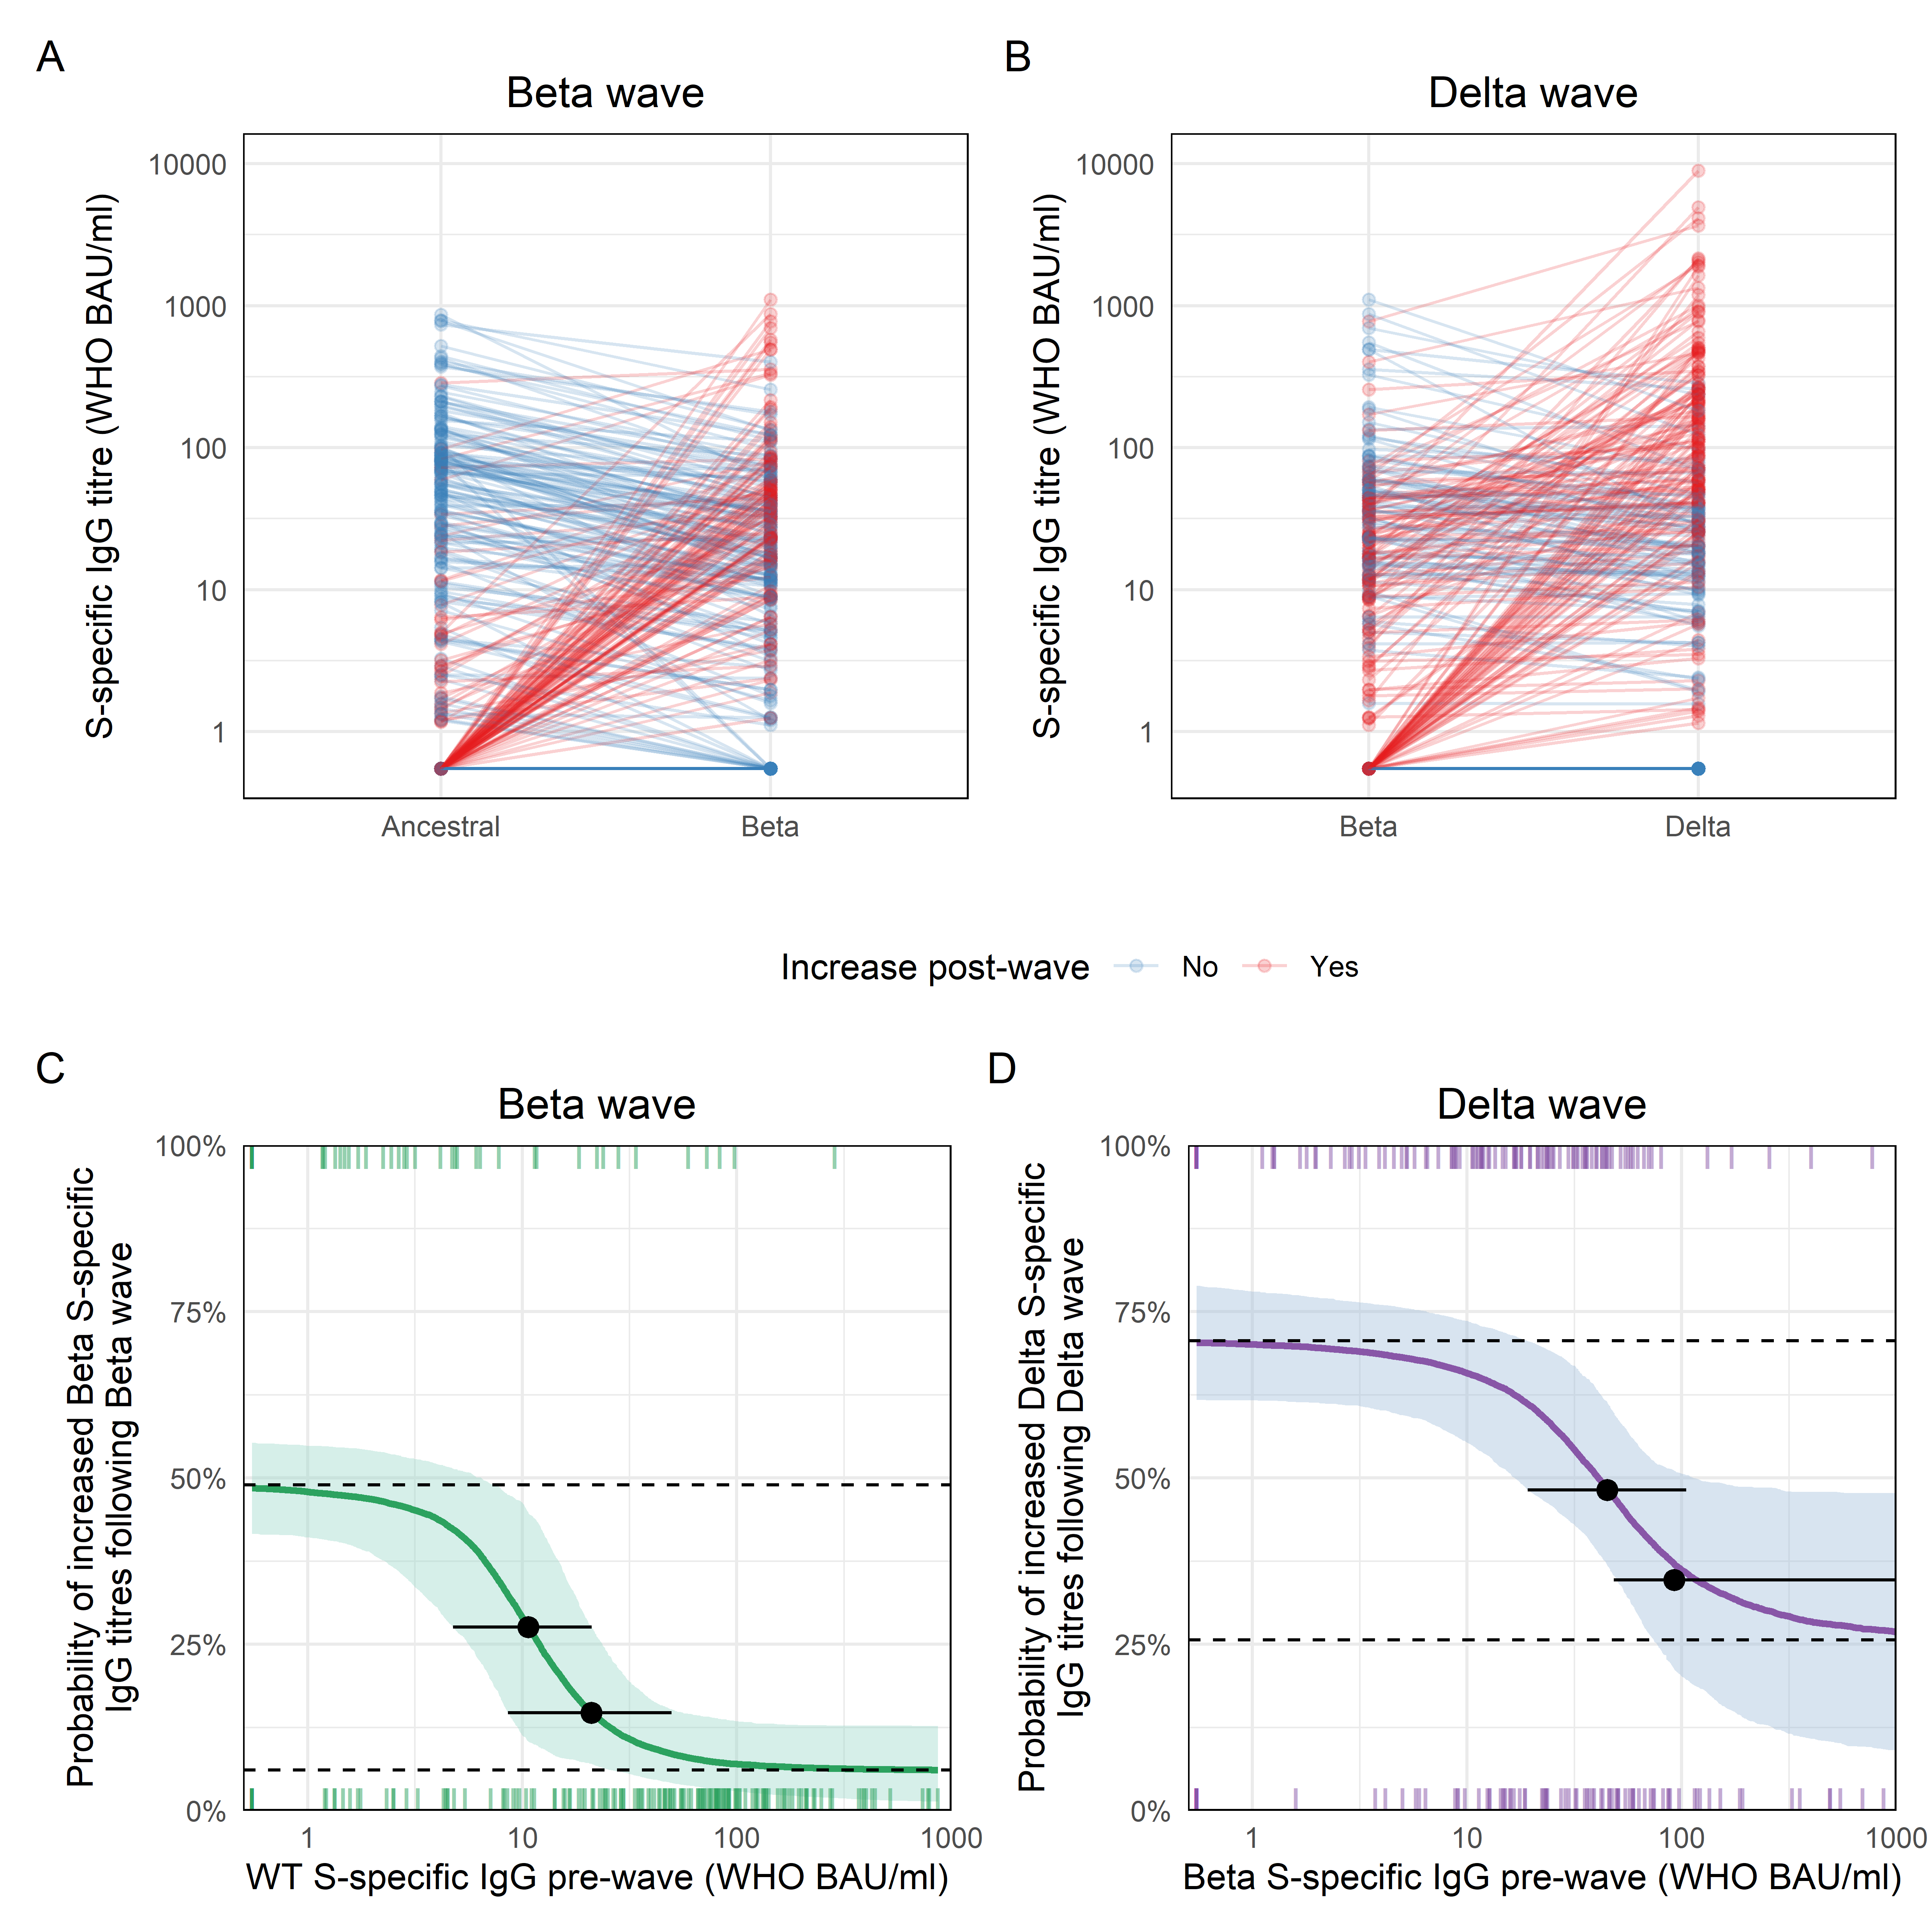 A
Beta wave
S-specific IgG titre (WHO BAU/ml)
10000
1000
100
10
1
Ancestral
Beta
B
Delta wave
S-specific IgG titre (WHO BAU/ml)
10000
1000
100
10
1
Beta
Delta
Increase post-wave
No
Yes
C
Beta wave
Probability of increased Beta S-specific
IgG titres following Beta wave
100%
75%
50%
25%
0%
1
10
100
1000
WT S-specific IgG pre-wave (WHO BAU/ml)
D
Delta wave
Probability of increased Delta S-specific
IgG titres following Delta wave
100%
75%
50%
25%
0%
1
10
100
1000
Beta S-specific IgG pre-wave (WHO BAU/ml)